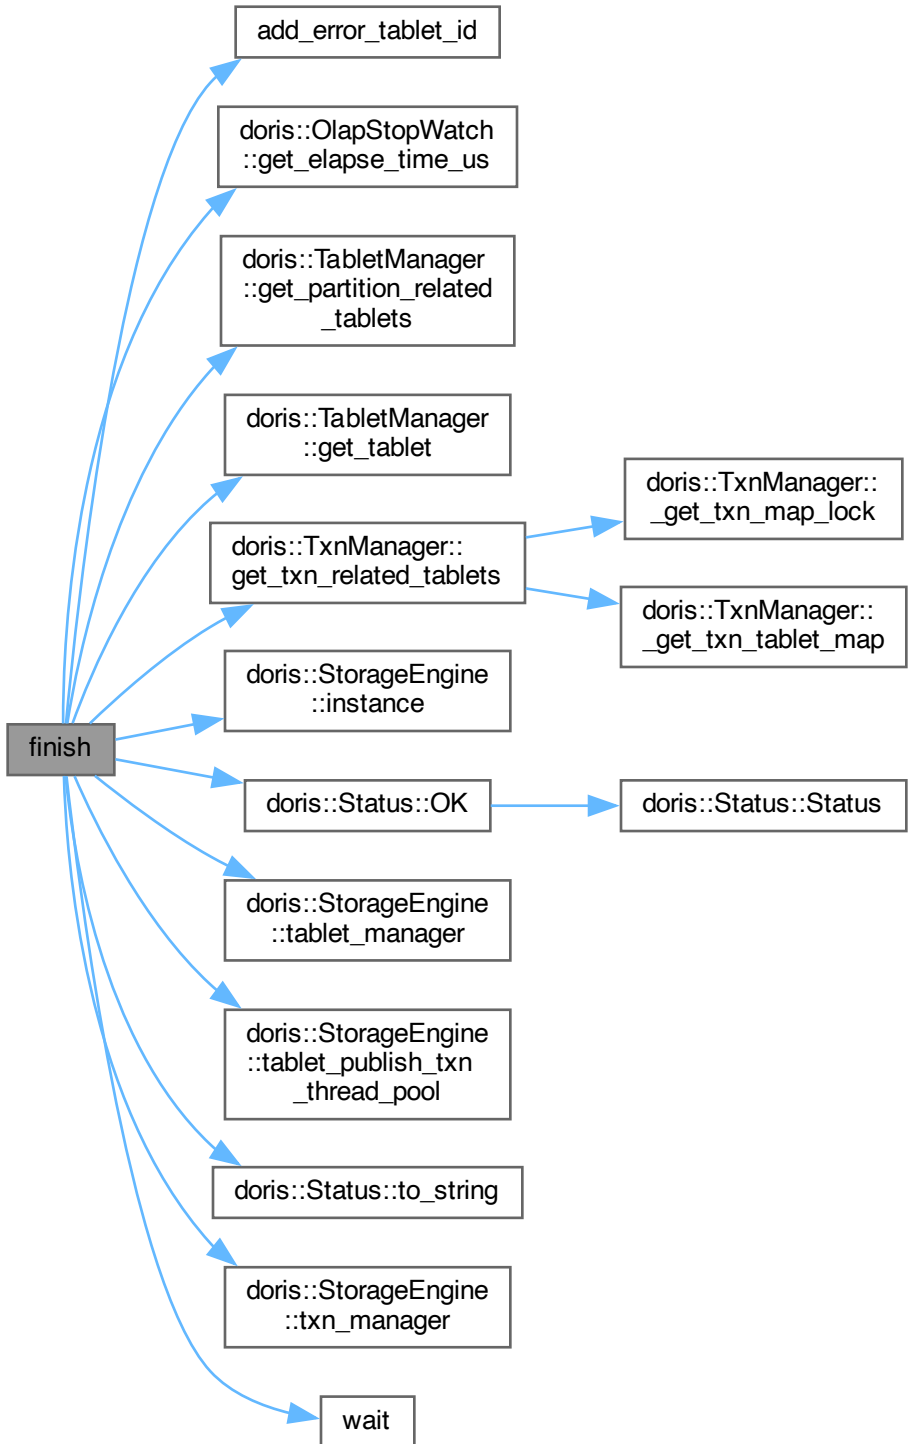 add_error_tablet_id
doris::OlapStopWatch
::get_elapse_time_us
doris::TabletManager
::get_partition_related
_tablets
doris::TabletManager
::get_tablet
doris::TxnManager::
_get_txn_map_lock
doris::TxnManager::
get_txn_related_tablets
doris::TxnManager::
_get_txn_tablet_map
doris::StorageEngine
::instance
finish
doris::Status::OK
doris::Status::Status
doris::StorageEngine
::tablet_manager
doris::StorageEngine
::tablet_publish_txn
_thread_pool
doris::Status::to_string
doris::StorageEngine
::txn_manager
wait